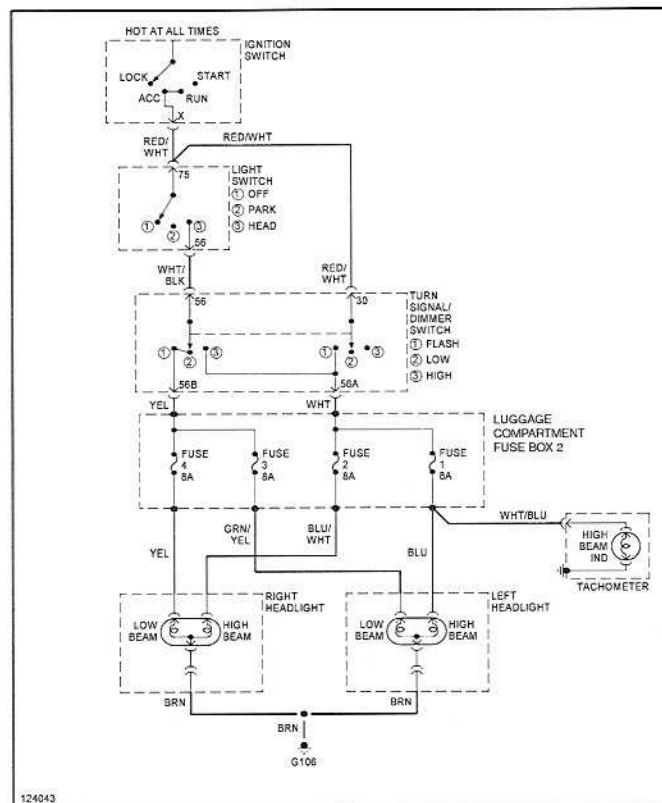 HOT AT ALL TIMES
IGNITION
SWITCH
LOCK
START
ACC
RUN
X
RED/
WHT
RED/WHT
75
LIGHT
SWITCH
① OFF
② PARK
③ HEAD
①
②
③
56
WHT/
BLK
RED/
WHT
56
30
TURN
SIGNAL/
DIMMER
SWITCH
① FLASH
② LOW
③ HIGH
①
②
③
①
②
③
56B
56A
YEL
WHT
LUGGAGE
COMPARTMENT
FUSE BOX 2
FUSE
4
8A
FUSE
3
8A
FUSE
2
8A
FUSE
1
8A
WHT/BLU
GRN/
YEL
BLU/
WHT
YEL
BLU
HIGH
BEAM
IND
TACHOMETER
RIGHT
HEADLIGHT
LEFT
HEADLIGHT
LOW
BEAM
HIGH
BEAM
LOW
BEAM
HIGH
BEAM
BRN
BRN
BRN
G106
124043